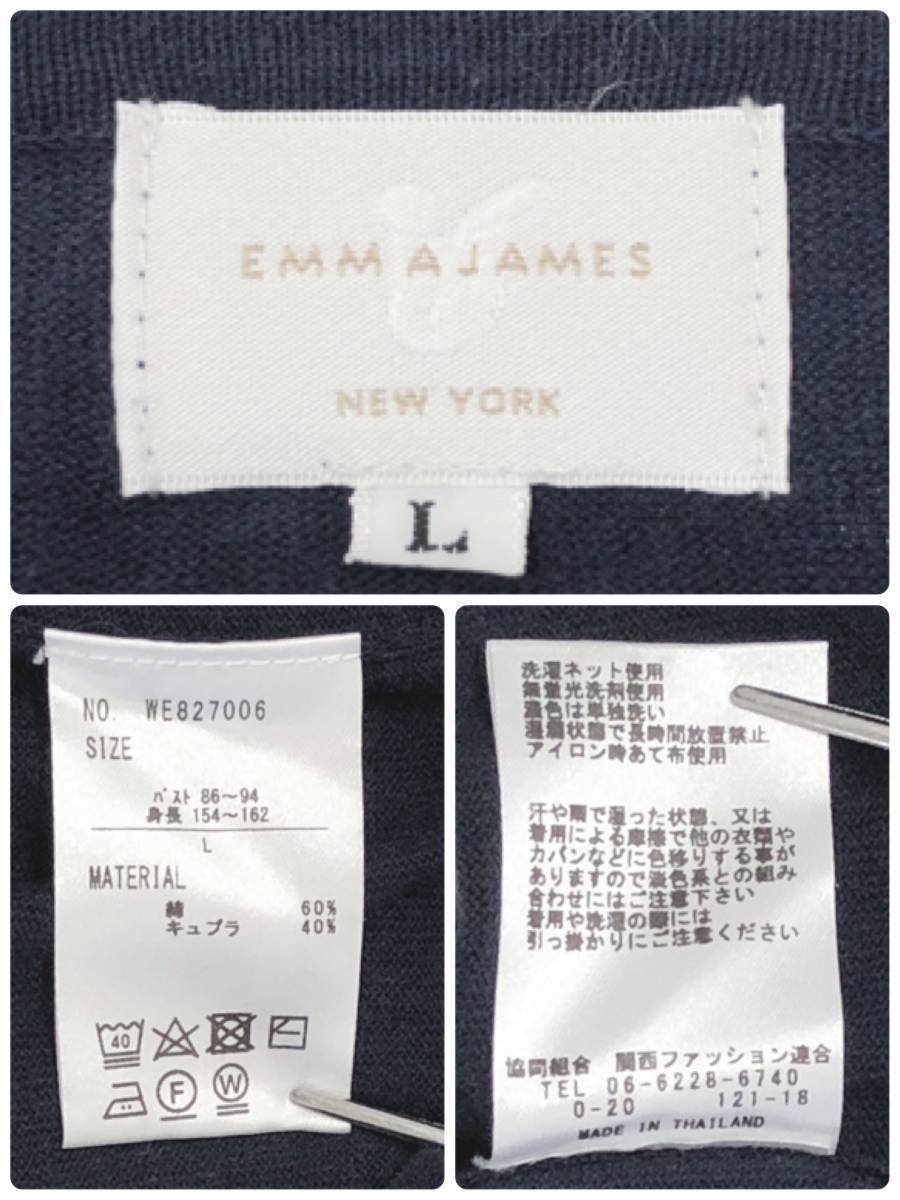 EMMA JAMES
NEW YORK
L
NO. WE827006
SIZE
バスト 86～94
身長 154～162
L
MATERIAL
綿 60%
キュプラ 40%
40
F
W
洗濯ネット使用
無蛍光洗剤使用
濃色は単独洗い
湿潤状態で長時間放置禁止
アイロン時あて布使用
汗や雨で湿った状態、又は
着用による摩擦で他の衣類や
カバンなどに色移りする事が
ありますので淡色系との組み
合わせにはご注意下さい
着用や洗濯の際には
引っ掛かりにご注意ください
協同組合 関西ファッション連合
TEL 06-6228-6740
0-20 121-18
MADE IN THAILAND